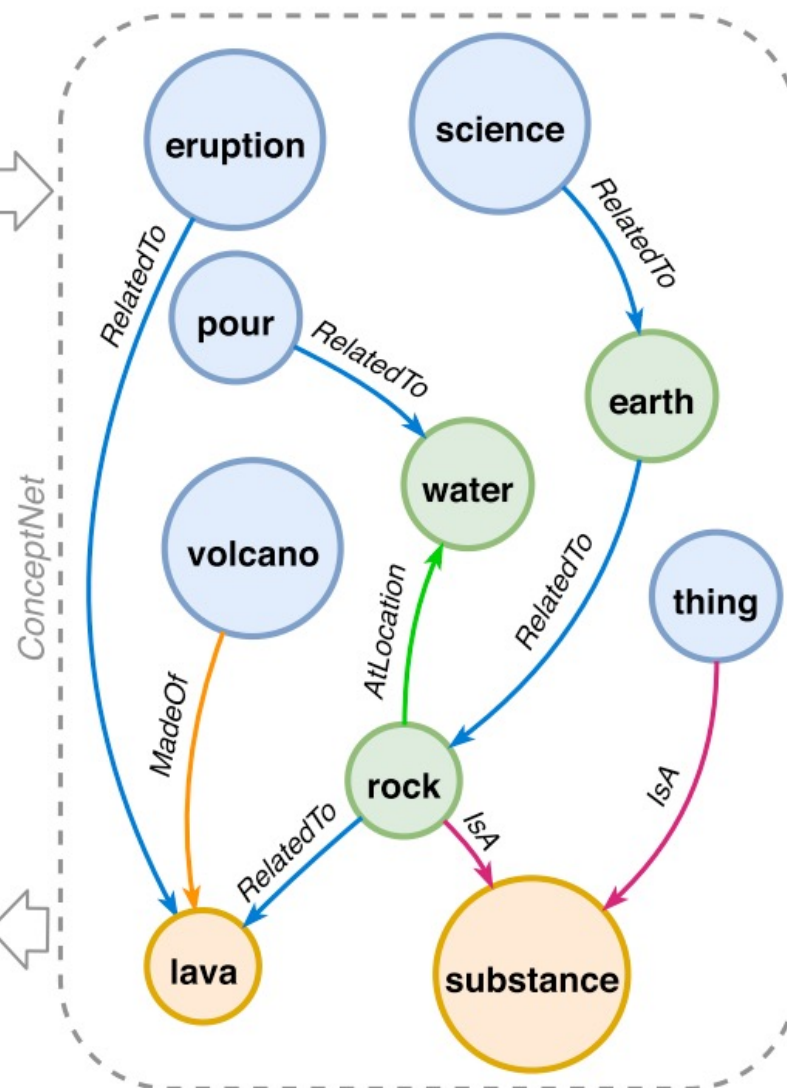 eruption
science
RelatedTo
RelatedTo
pour
RelatedTo
earth
water
ConceptNet
volcano
thing
RelatedTo
AtLocation
MadeOf
rock
IsA
IsA
RelatedTo
lava
substance